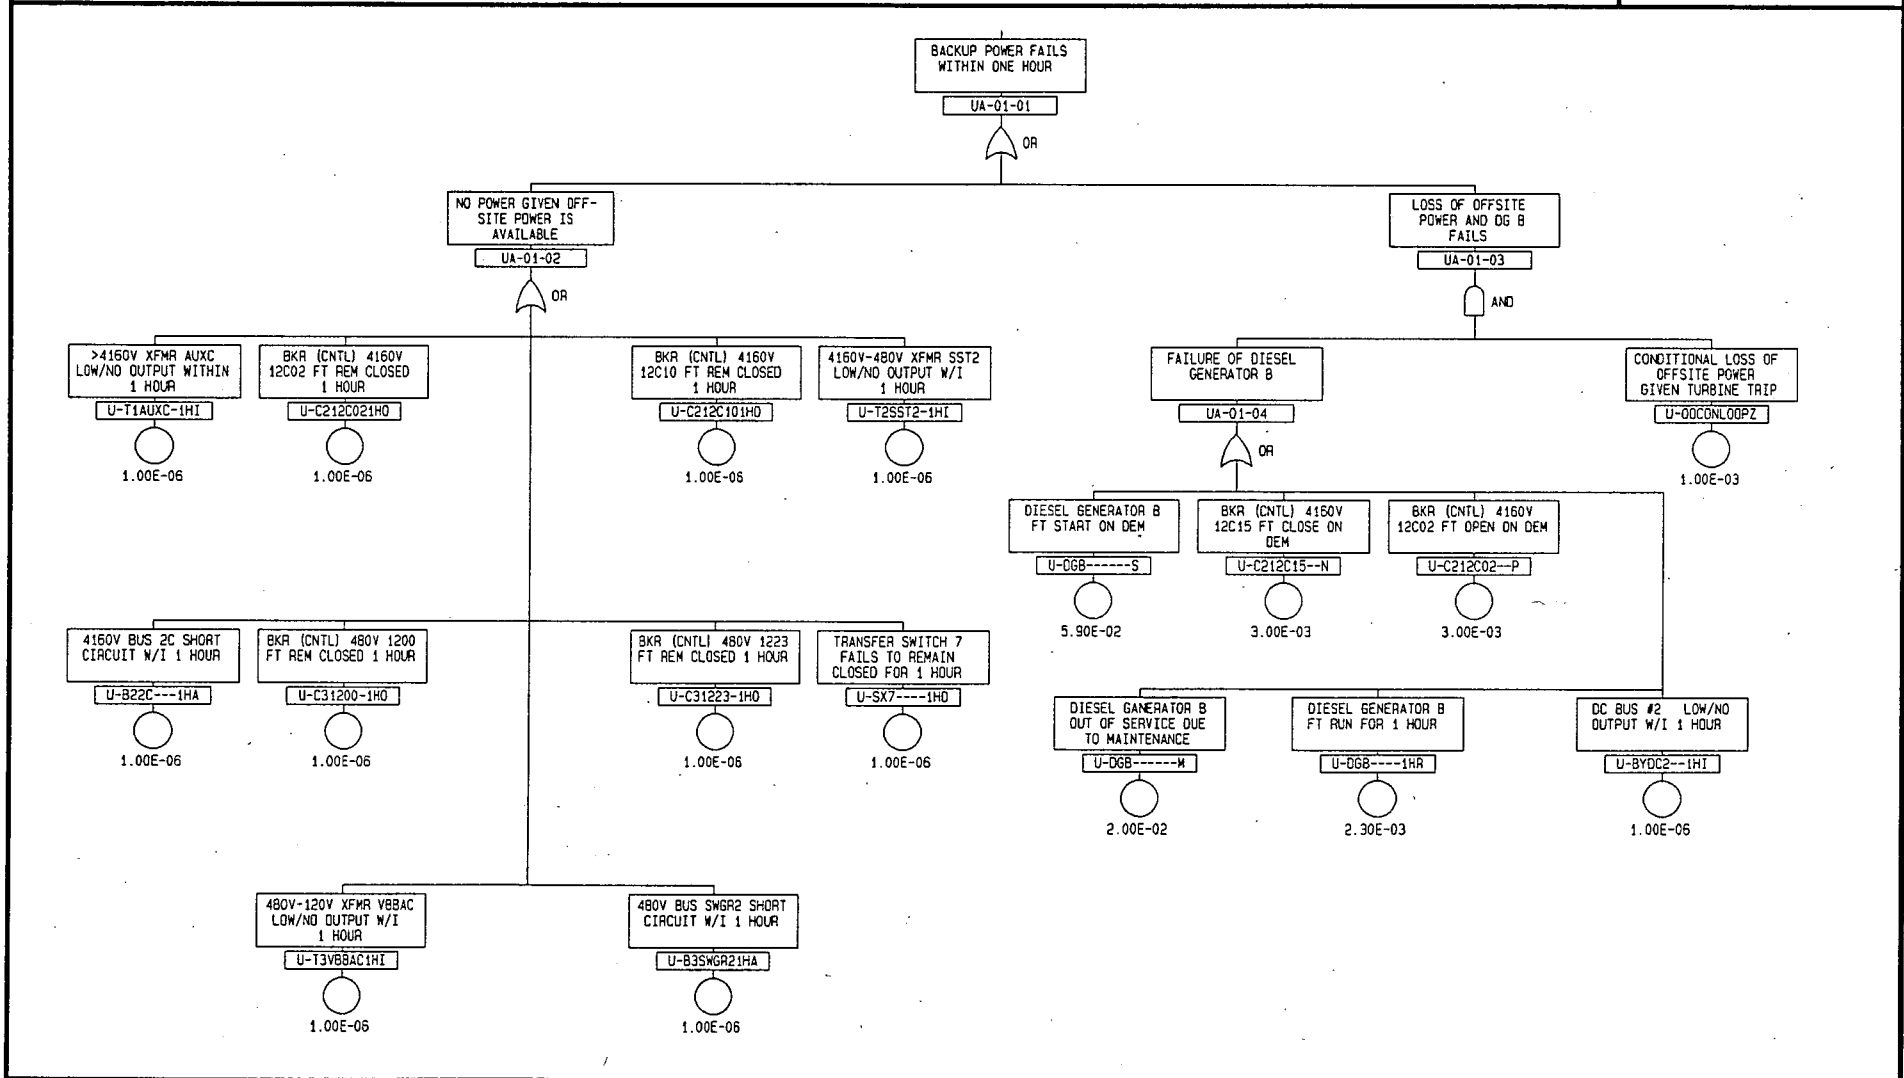 BACKUP POWER FAILS
WITHIN ONE HOUR
UA-01-01
OR
NO POWER GIVEN OFF-
SITE POWER IS
AVAILABLE
UA-01-02
OR
LOSS OF OFFSITE
POWER AND DG B
FAILS
UA-01-03
AND
>4160V XFMR AUXC
LOW/NO OUTPUT WITHIN
1 HOUR
U-T1AUXC-1HI
1.00E-06
BKR (CNTL) 4160V
12C02 FT REM CLOSED
1 HOUR
U-C212C021HO
1.00E-06
BKR (CNTL) 4160V
12C10 FT REM CLOSED
1 HOUR
U-C212C101HO
1.00E-06
4160V-480V XFMR SST2
LOW/NO OUTPUT W/I
1 HOUR
U-T2SST2-1HI
1.00E-06
FAILURE OF DIESEL
GENERATOR B
UA-01-04
OR
CONDITIONAL LOSS OF
OFFSITE POWER
GIVEN TURBINE TRIP
U-OOCONLOOPZ
1.00E-03
DIESEL GENERATOR B
FT START ON DEM
U-DGB------S
5.90E-02
BKR (CNTL) 4160V
12C15 FT CLOSE ON
DEM
U-C212C15--N
3.00E-03
BKR (CNTL) 4160V
12C02 FT OPEN ON DEM
U-C212C02--P
3.00E-03
4160V BUS 2C SHORT
CIRCUIT W/I 1 HOUR
U-B22C---1HA
1.00E-06
BKR (CNTL) 480V 1200
FT REM CLOSED 1 HOUR
U-C31200-1HO
1.00E-06
BKR (CNTL) 480V 1223
FT REM CLOSED 1 HOUR
U-C31223-1HO
1.00E-06
TRANSFER SWITCH 7
FAILS TO REMAIN
CLOSED FOR 1 HOUR
U-SX7----1HO
1.00E-06
DIESEL GANERATOR B
OUT OF SERVICE DUE
TO MAINTENANCE
U-DGB------M
2.00E-02
DIESEL GENERATOR B
FT RUN FOR 1 HOUR
U-DGB----1HR
2.30E-03
DC BUS #2 LOW/NO
OUTPUT W/I 1 HOUR
U-BYDC2--1HI
1.00E-06
480V-120V XFMR VBBAC
LOW/NO OUTPUT W/I
1 HOUR
U-T3VBBAC1HI
1.00E-06
480V BUS SWGR2 SHORT
CIRCUIT W/I 1 HOUR
U-B3SWGR21HA
1.00E-06